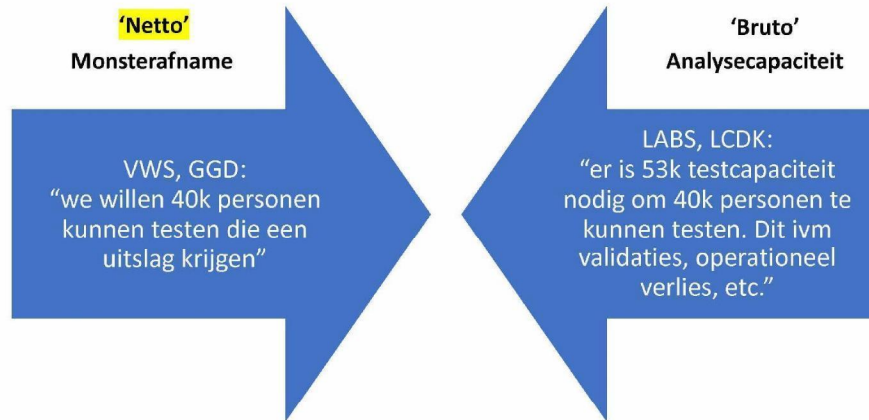 ‘Netto’
Monsterafname
VWS, GGD:
“we willen 40k personen
kunnen testen die een
uitslag krijgen”
‘Bruto’
Analysecapaciteit
LABS, LCDK:
“er is 53k testcapaciteit
nodig om 40k personen te
kunnen testen. Dit ivm
validaties, operationeel
verlies, etc.”